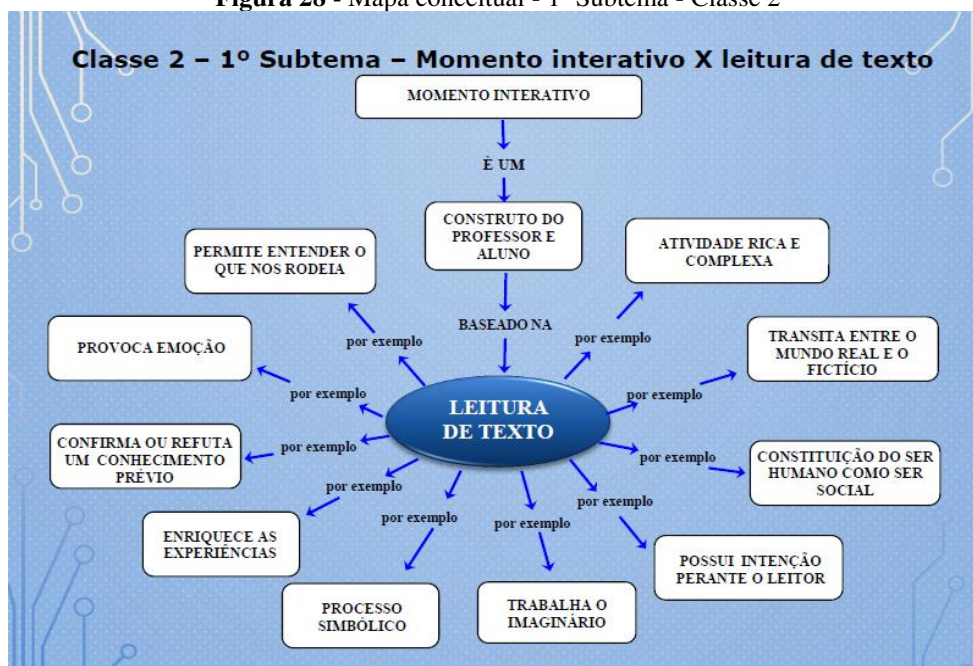 Figura 28 - Mapa conceitual - 1º Subtema - Classe 2
Classe 2 – 1º Subtema – Momento interativo X leitura de texto
MOMENTO INTERATIVO
É UM
CONSTRUTO DO
PROFESSOR E
ALUNO
BASEADO NA
LEITURA
DE TEXTO
PERMITE ENTENDER O
QUE NOS RODEIA
por exemplo
ATIVIDADE RICA E
COMPLEXA
por exemplo
PROVOCA EMOÇÃO
por exemplo
TRANSITA ENTRE O
MUNDO REAL E O
FICTÍCIO
por exemplo
CONFIRMA OU REFUTA
UM CONHECIMENTO
PRÉVIO
por exemplo
CONSTITUIÇÃO DO SER
HUMANO COMO SER
SOCIAL
por exemplo
ENRIQUECE AS
EXPERIÊNCIAS
por exemplo
POSSUI INTENÇÃO
PERANTE O LEITOR
por exemplo
PROCESSO
SIMBÓLICO
por exemplo
TRABALHA O
IMAGINÁRIO
por exemplo